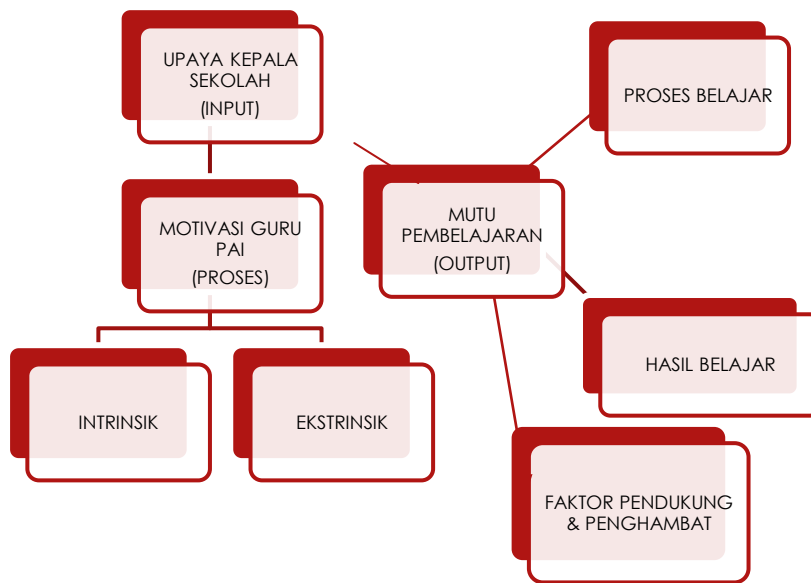 UPAYA KEPALA
SEKOLAH
(INPUT)
PROSES BELAJAR
MOTIVASI GURU
PAI
(PROSES)
MUTU
PEMBELAJARAN
(OUTPUT)
HASIL BELAJAR
INTRINSIK
EKSTRINSIK
FAKTOR PENDUKUNG
& PENGHAMBAT